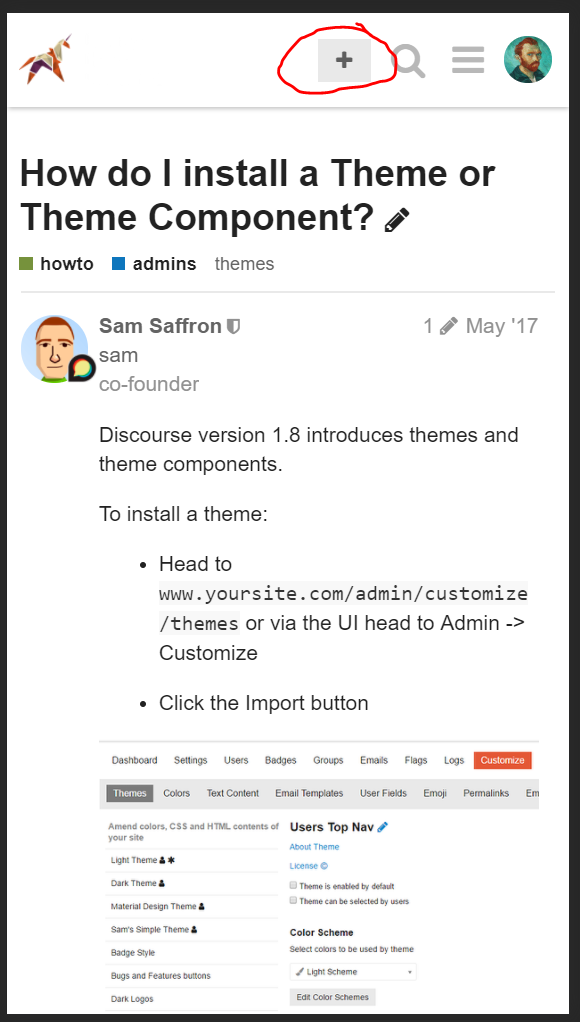 How do I install a Theme or
Theme Component?
howto admins themes
Sam Saffron 1 May '17
sam
co-founder
Discourse version 1.8 introduces themes and
theme components.
To install a theme:
• Head to
www.yoursite.com/admin/customize
/themes or via the UI head to Admin ->
Customize
• Click the Import button
Dashboard Settings Users Badges Groups Emails Flags Logs Customize
Themes Colors Text Content Email Templates User Fields Emoji Permalinks Em
Amend colors, CSS and HTML contents of
your site
Light Theme
Dark Theme
Material Design Theme
Sam's Simple Theme
Badge Style
Bugs and Features buttons
Dark Logos
Users Top Nav
About Theme
License ©
Theme is enabled by default
Theme can be selected by users
Color Scheme
Select colors to be used by theme
Light Scheme
Edit Color Schemes